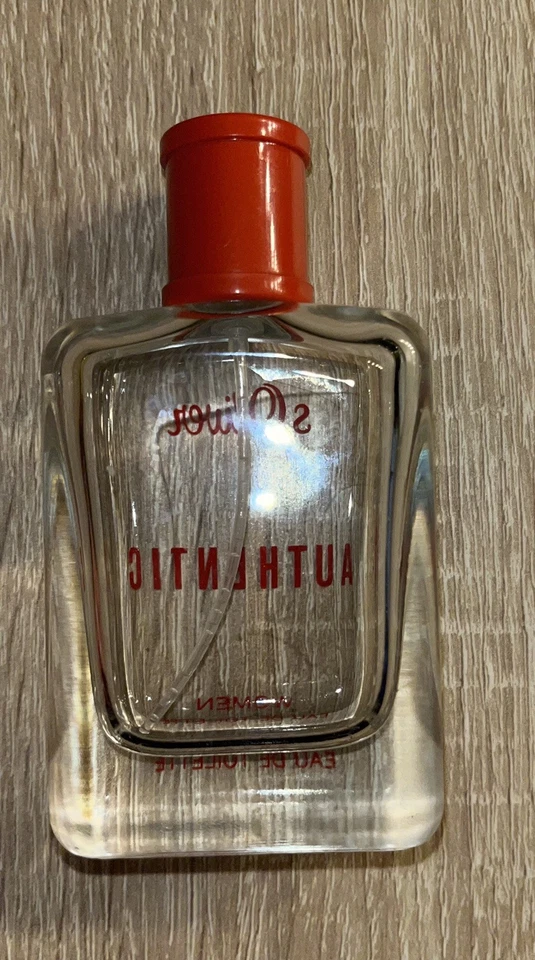 s.Oliver
AUTHENTIC
WOMEN
EAU DE TOILETTE